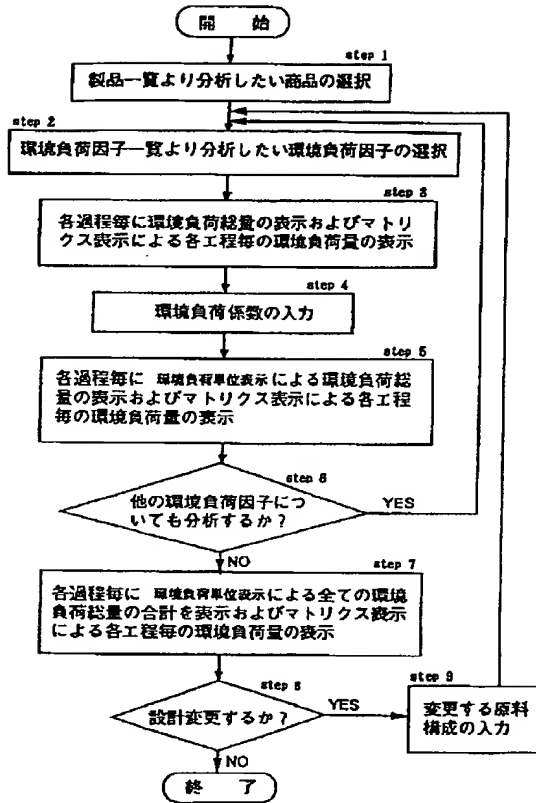 開 始
step 1
製品一覧より分析したい商品の選択
step 2
環境負荷因子一覧より分析したい環境負荷因子の選択
step 3
各過程毎に環境負荷総量の表示およびマトリ
クス表示による各工程毎の環境負荷量の表示
step 4
環境負荷係数の入力
step 5
各過程毎に 環境負荷単位表示による環境負荷総
量の表示およびマトリクス表示による各工程
毎の環境負荷量の表示
step 6
他の環境負荷因子につ
いても分析するか？
YES
NO
step 7
各過程毎に 環境負荷単位表示による全ての環境
負荷総量の合計を表示およびマトリクス表示
による各工程毎の環境負荷量の表示
step 8
設計変更するか？
YES
step 9
変更する原料
構成の入力
NO
終 了